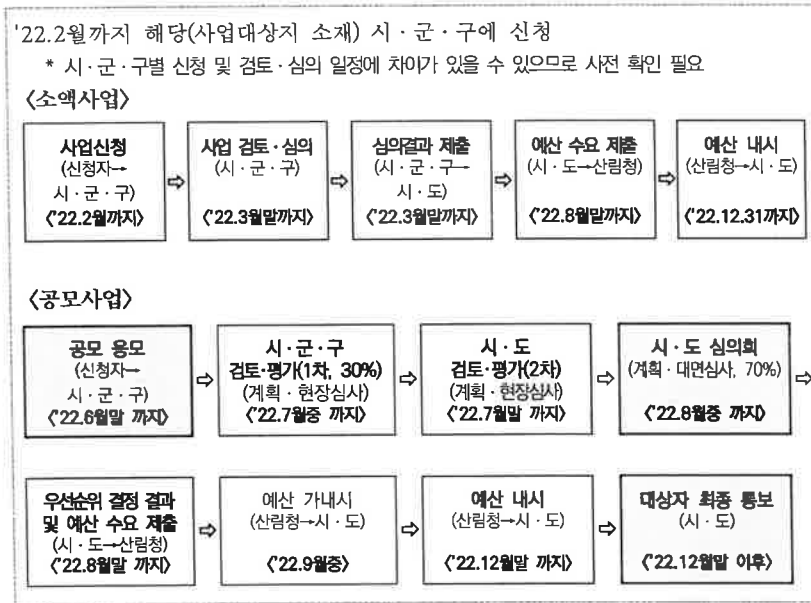 '22.2월까지 해당(사업대상지 소재) 시·군·구에 신청
* 시·군·구별 신청 및 검토·심의 일정에 차이가 있을 수 있으므로 사전 확인 필요
〈소액사업〉
사업신청
(신청자→
시·군·구)
〈'22.2월까지〉
⇨
사업 검토·심의
(시·군·구)
〈'22.3월말까지〉
⇨
심의결과 제출
(시·군·구→
시·도)
〈'22.3월말까지〉
⇨
예산 수요 제출
(시·도→산림청)
〈'22.8월말까지〉
⇨
예산 내시
(산림청→시·도)
〈'22.12.31까지〉
〈공모사업〉
공모 응모
(신청자→
시·군·구)
〈'22.6월말 까지〉
⇨
시·군·구
검토·평가(1차, 30%)
(계획·현장심사)
〈'22.7월중 까지〉
⇨
시·도
검토·평가(2차)
(계획·현장심사)
〈'22.7월말 까지〉
⇨
시·도 심의회
(계획·대면심사, 70%)
〈'22.8월중 까지〉
⇨
우선순위 결정 결과
및 예산 수요 제출
(시·도→산림청)
〈'22.8월말 까지〉
⇨
예산 가내시
(산림청→시·도)
〈'22.9월중〉
⇨
예산 내시
(산림청→시·도)
〈'22.12월말 까지〉
⇨
대상자 최종 통보
(시·도)
〈'22.12월말 이후〉